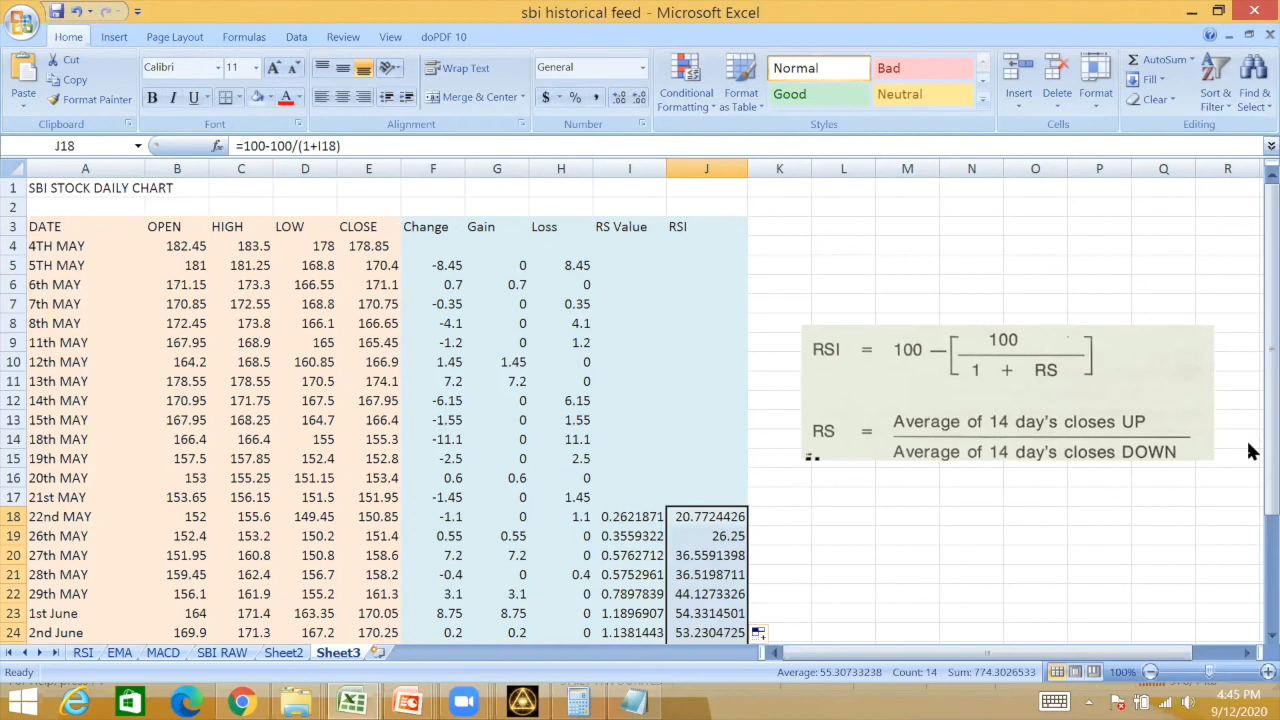 sbi historical feed - Microsoft Excel
Home Insert Page Layout Formulas Data Review View doPDF 10
Paste Cut Copy Format Painter Clipboard
Calibri 11 B I U A A A Font
Wrap Text Merge & Center Alignment
General $ % , Number
Conditional Formatting Format as Table Normal Bad Good Neutral Styles
Insert Delete Format Cells
Σ AutoSum Fill Clear Sort & Filter Find & Select Editing
J18 fx =100-100/(1+I18)
A B C D E F G H I J K L M N O P Q R
1 SBI STOCK DAILY CHART
2
3 DATE OPEN HIGH LOW CLOSE Change Gain Loss RS Value RSI
4 4TH MAY 182.45 183.5 178 178.85
5 5TH MAY 181 181.25 168.8 170.4 -8.45 0 8.45
6 6th MAY 171.15 173.3 166.55 171.1 0.7 0.7 0
7 7th MAY 170.85 172.55 168.8 170.75 -0.35 0 0.35
8 8th MAY 172.45 173.8 166.1 166.65 -4.1 0 4.1
9 11th MAY 167.95 168.9 165 165.45 -1.2 0 1.2
10 12th MAY 164.2 168.5 160.85 166.9 1.45 1.45 0
11 13th MAY 178.55 178.55 170.5 174.1 7.2 7.2 0
12 14th MAY 170.95 171.75 167.5 167.95 -6.15 0 6.15
13 15th MAY 167.95 168.25 164.7 166.4 -1.55 0 1.55
14 18th MAY 166.4 166.4 155 155.3 -11.1 0 11.1
15 19th MAY 157.5 157.85 152.4 152.8 -2.5 0 2.5
16 20th MAY 153 155.25 151.15 153.4 0.6 0.6 0
17 21st MAY 153.65 156.15 151.5 151.95 -1.45 0 1.45
18 22nd MAY 152 155.6 149.45 150.85 -1.1 0 1.1 0.2621871 20.7724426
19 26th MAY 152.4 153.2 150.2 151.4 0.55 0.55 0 0.3559322 26.25
20 27th MAY 151.95 160.8 150.8 158.6 7.2 7.2 0 0.5762712 36.5591398
21 28th MAY 159.45 162.4 156.7 158.2 -0.4 0 0.4 0.5752961 36.5198711
22 29th MAY 156.1 161.9 155.2 161.3 3.1 3.1 0 0.7897839 44.1273265
23 1st June 164 171.4 163.35 170.05 8.75 8.75 0 1.1896907 54.3314501
24 2nd June 169.9 171.3 167.2 170.25 0.2 0.2 0 1.1381443 53.2304725
RSI = 100 — [ 100
1 + RS ]
RS = Average of 14 day's closes UP
Average of 14 day's closes DOWN
RSI EMA MACD SBI RAW Sheet2 Sheet3
Ready Average: 55.30733238 Count: 14 Sum: 774.3026533 100%
4:45 PM
9/12/2020